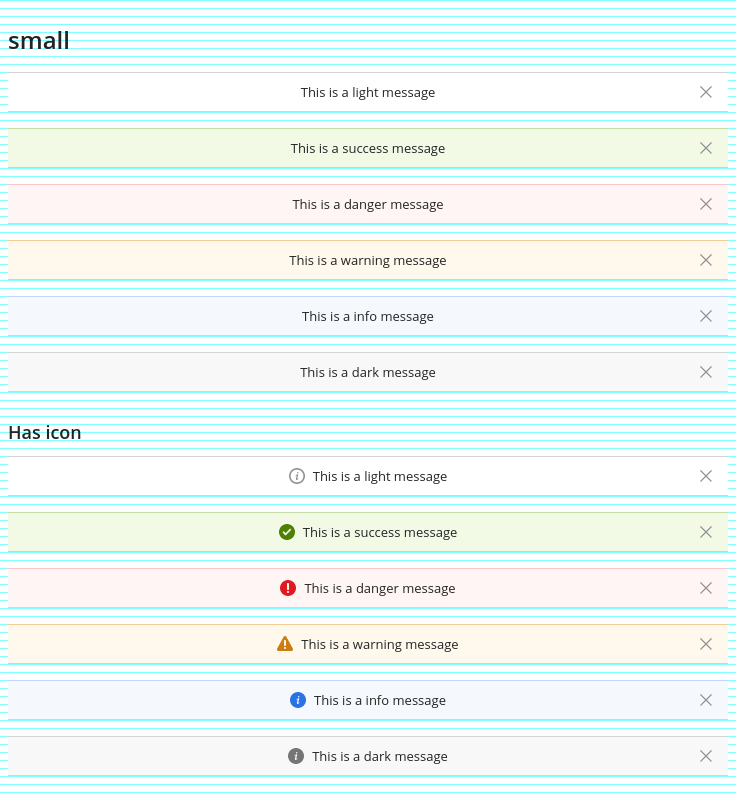 small
This is a light message
This is a success message
This is a danger message
This is a warning message
This is a info message
This is a dark message
Has icon
This is a light message
This is a success message
This is a danger message
This is a warning message
This is a info message
This is a dark message